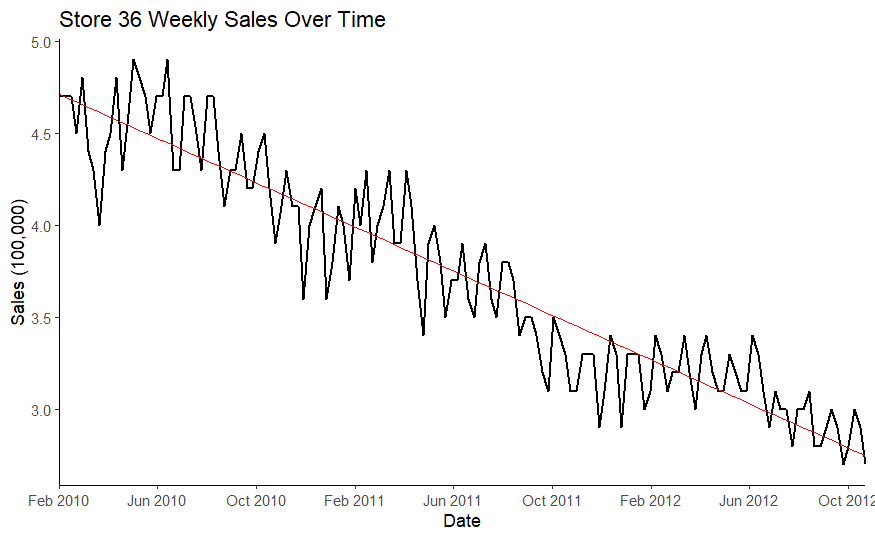 Store 36 Weekly Sales Over Time
5.0
4.5
4.0
3.5
3.0
Sales (100,000)
Feb 2010 Jun 2010 Oct 2010 Feb 2011 Jun 2011 Oct 2011 Feb 2012 Jun 2012 Oct 2012
Date